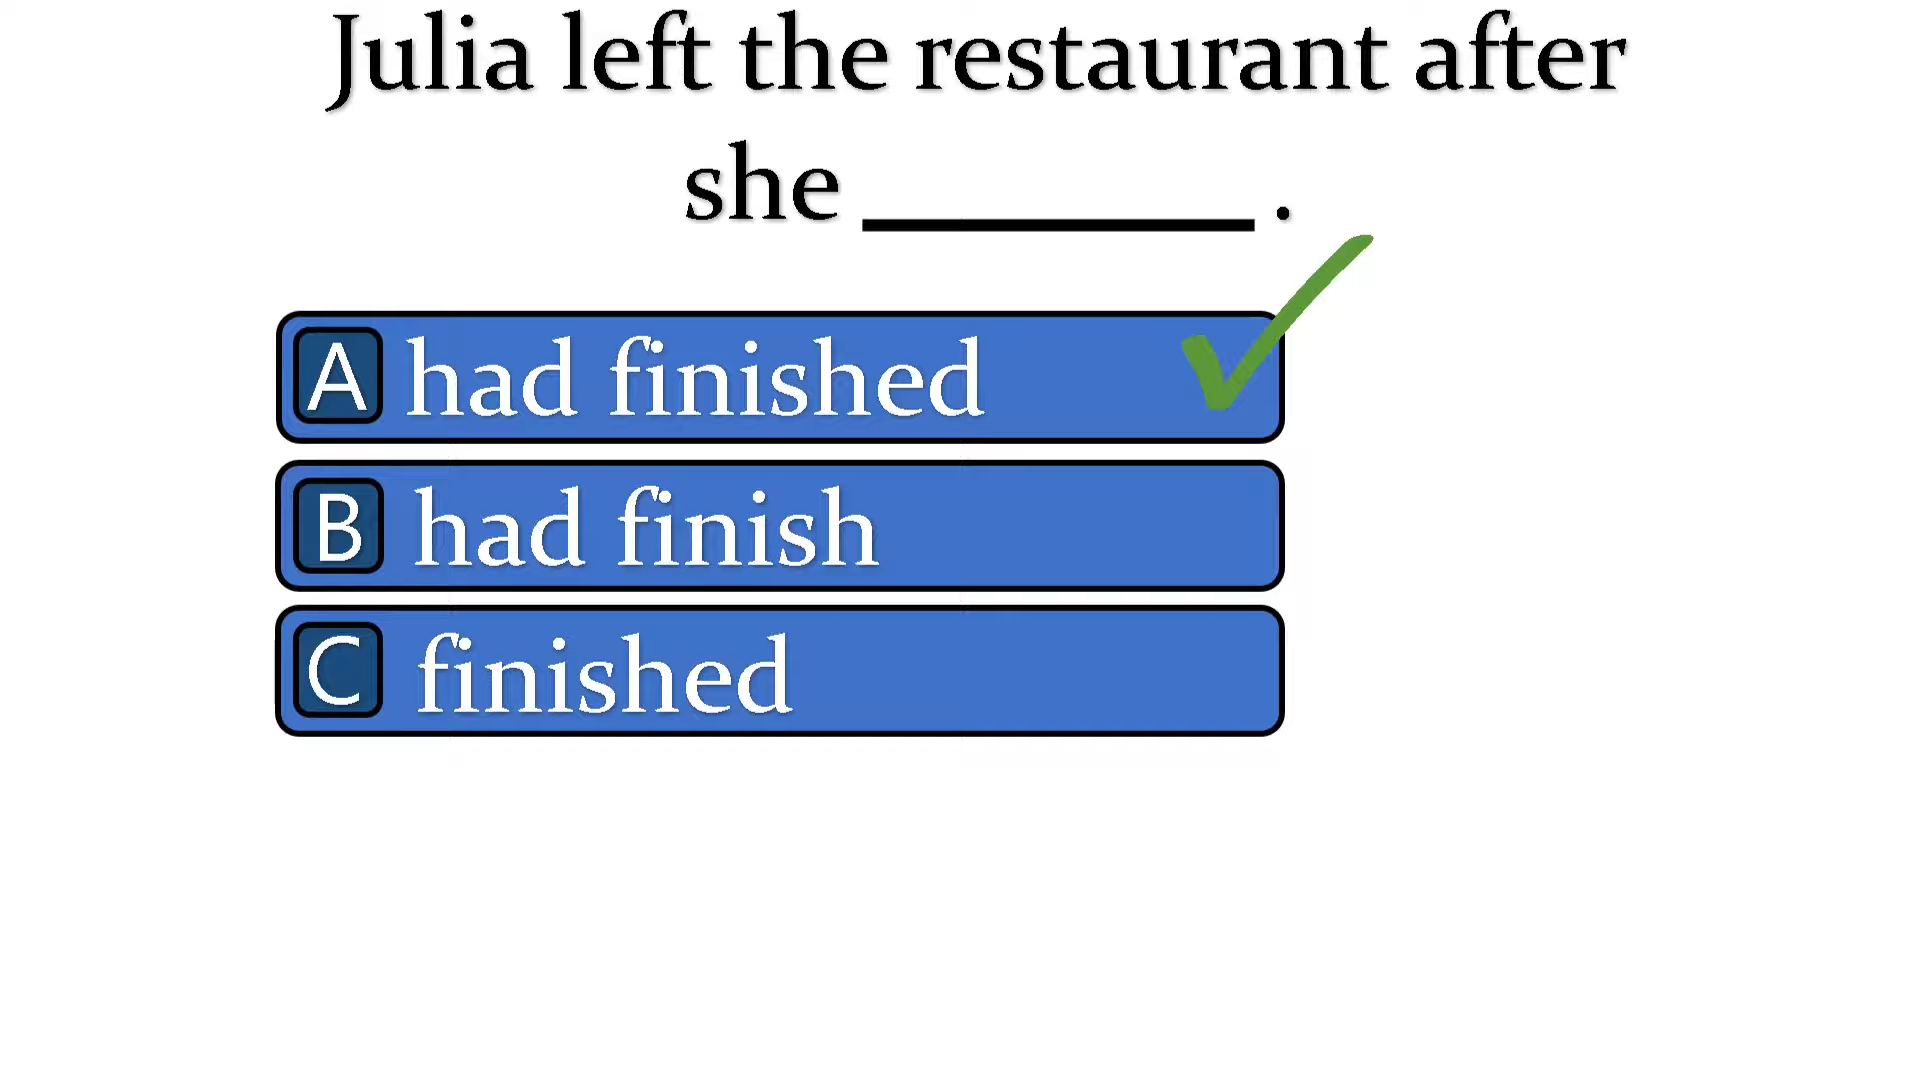 Julia left the restaurant after
she ________ .
A had finished
B had finish
C finished